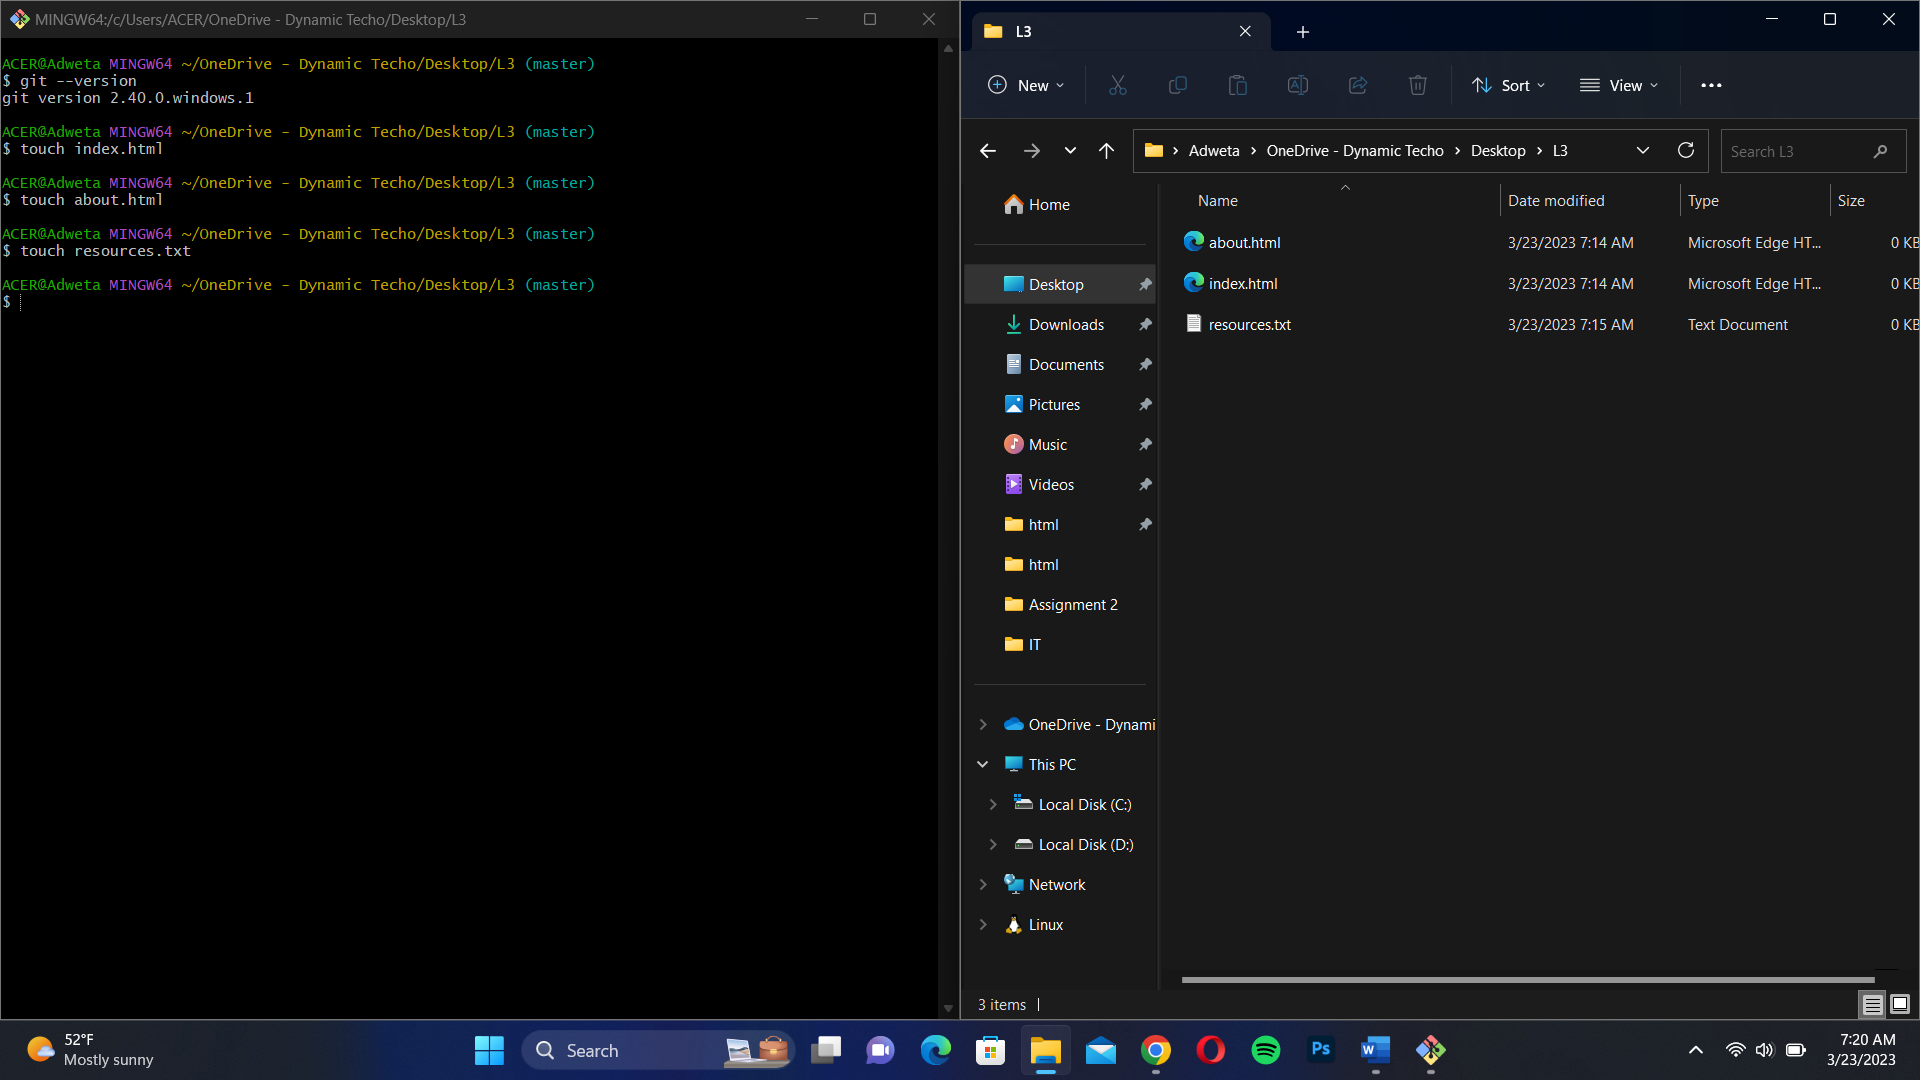 MINGW64:/c/Users/ACER/OneDrive - Dynamic Techo/Desktop/L3
ACER@Adweta MINGW64 ~/OneDrive - Dynamic Techo/Desktop/L3 (master)
$ git --version
git version 2.40.0.windows.1
ACER@Adweta MINGW64 ~/OneDrive - Dynamic Techo/Desktop/L3 (master)
$ touch index.html
ACER@Adweta MINGW64 ~/OneDrive - Dynamic Techo/Desktop/L3 (master)
$ touch about.html
ACER@Adweta MINGW64 ~/OneDrive - Dynamic Techo/Desktop/L3 (master)
$ touch resources.txt
ACER@Adweta MINGW64 ~/OneDrive - Dynamic Techo/Desktop/L3 (master)
$
L3
New Sort View
Adweta > OneDrive - Dynamic Techo > Desktop > L3
Search L3
Home
Desktop
Downloads
Documents
Pictures
Music
Videos
html
html
Assignment 2
IT
OneDrive - Dynami
This PC
Local Disk (C:)
Local Disk (D:)
Network
Linux
Name Date modified Type Size
about.html 3/23/2023 7:14 AM Microsoft Edge HT... 0 KB
index.html 3/23/2023 7:14 AM Microsoft Edge HT... 0 KB
resources.txt 3/23/2023 7:15 AM Text Document 0 KB
3 items
52°F
Mostly sunny
Search
Ps
W
7:20 AM
3/23/2023